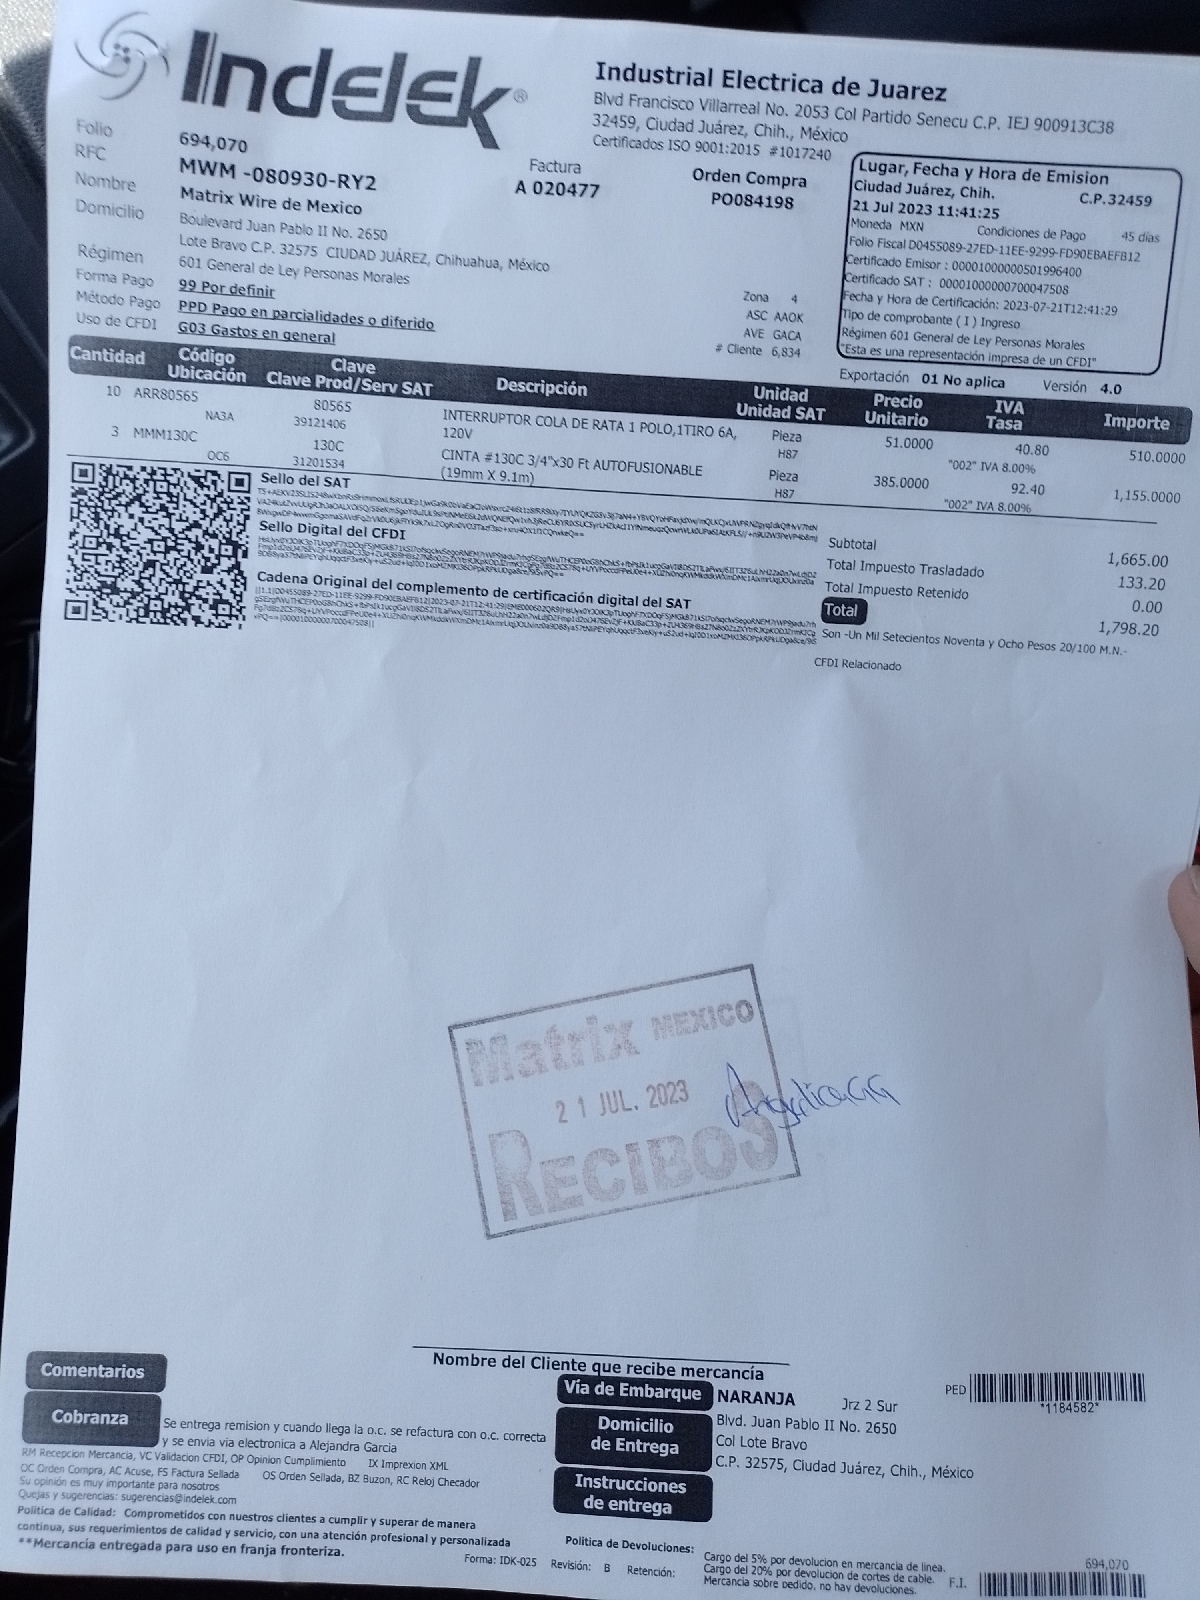 Indelek®
Industrial Electrica de Juarez
Blvd Francisco Villarreal No. 2053 Col Partido Senecu C.P. IEJ 900913C38
32459, Ciudad Juárez, Chih., México
Certificados ISO 9001:2015 #1017240
Folio 694,070
RFC MWM -080930-RY2
Nombre Matrix Wire de Mexico
Domicilio Boulevard Juan Pablo II No. 2650
Lote Bravo C.P. 32575 CIUDAD JUÁREZ, Chihuahua, México
Régimen 601 General de Ley Personas Morales
Forma Pago 99 Por definir
Método Pago PPD Pago en parcialidades o diferido
Uso de CFDI G03 Gastos en general
Factura
A 020477
Orden Compra
PO084198
Zona 4
ASC AAOK
AVE GACA
# Cliente 6,834
Lugar, Fecha y Hora de Emision
Ciudad Juárez, Chih. C.P.32459
21 Jul 2023 11:41:25
Moneda MXN Condiciones de Pago 45 días
Folio Fiscal D0455089-27ED-11EE-9299-FD90EBAEFB12
Certificado Emisor : 00001000000501996400
Certificado SAT : 00001000000700047508
Fecha y Hora de Certificación: 2023-07-21T12:41:29
Tipo de comprobante ( I ) Ingreso
Régimen 601 General de Ley Personas Morales
"Esta es una representación impresa de un CFDI"
Exportación 01 No aplica Versión 4.0
Cantidad Código Ubicación Clave Clave Prod/Serv SAT Descripción Unidad Unidad SAT Precio Unitario IVA Tasa Importe
10 ARR80565 80565 INTERRUPTOR COLA DE RATA 1 POLO,1TIRO 6A, Pieza 51.0000 40.80 510.0000
NA3A 39121406 120V H87 "002" IVA 8.00%
3 MMM130C 130C CINTA #130C 3/4"x30 Ft AUTOFUSIONABLE Pieza 385.0000 92.40 1,155.0000
OC6 31201534 (19mm X 9.1m) H87 "002" IVA 8.00%
Sello del SAT
Sello Digital del CFDI
Cadena Original del complemento de certificación digital del SAT
Subtotal 1,665.00
Total Impuesto Trasladado 133.20
Total Impuesto Retenido 0.00
Total 1,798.20
Son -Un Mil Setecientos Noventa y Ocho Pesos 20/100 M.N.-
CFDI Relacionado
Matrix MEXICO
21 JUL. 2023
RECIBOS
Nombre del Cliente que recibe mercancía
Comentarios
Cobranza
Se entrega remision y cuando llega la o.c. se refactura con o.c. correcta
y se envia via electronica a Alejandra Garcia
RM Recepcion Mercancia, VC Validacion CFDI, OP Opinion Cumplimiento IX Impresion XML
OC Orden Compra, AC Acuse, FS Factura Sellada OS Orden Sellada, BZ Buzon, RC Reloj Checador
Su opinión es muy importante para nosotros
Quejas y sugerencias: sugerencias@indelek.com
Politica de Calidad: Comprometidos con nuestros clientes a cumplir y superar de manera
continua, sus requerimientos de calidad y servicio, con una atención profesional y personalizada
**Mercancía entregada para uso en franja fronteriza.
Forma: IDK-025 Revisión: B Retención:
Vía de Embarque NARANJA Jrz 2 Sur
Domicilio de Entrega
Blvd. Juan Pablo II No. 2650
Col Lote Bravo
C.P. 32575, Ciudad Juárez, Chih., México
Instrucciones de entrega
PED *1184582*
Politica de Devoluciones: Cargo del 5% por devolucion en mercancia de linea.
Cargo del 20% por devolucion de cortes de cable.
Mercancia sobre pedido, no hay devoluciones.
694,070
F.I.